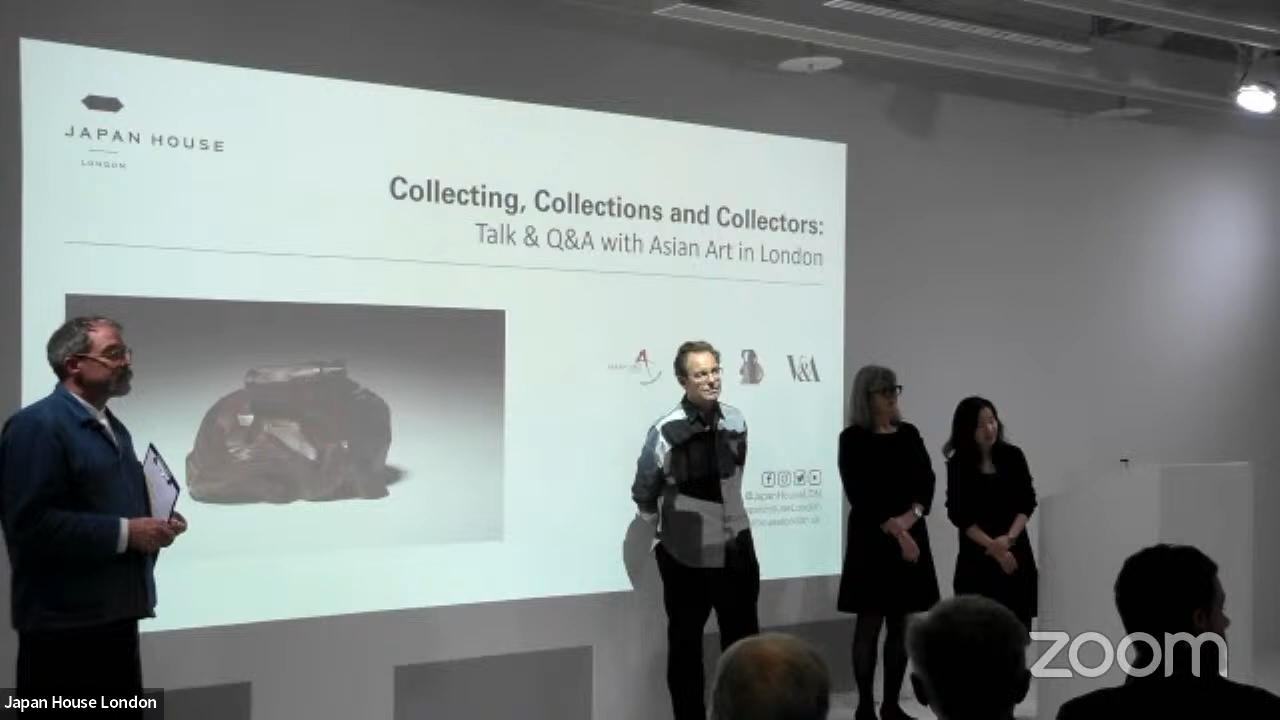 JAPAN HOUSE
LONDON
Collecting, Collections and Collectors:
Talk & Q&A with Asian Art in London
V&A
@JapanHouseLDN
zoom
Japan House London